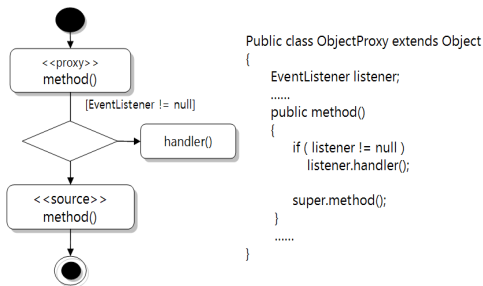 <<proxy>>
method()
[EventListener != null]
handler()
<<source>>
method()
Public class ObjectProxy extends Object
{
EventListener listener;
......
public method()
{
if ( listener != null )
listener.handler();
super.method();
}
......
}